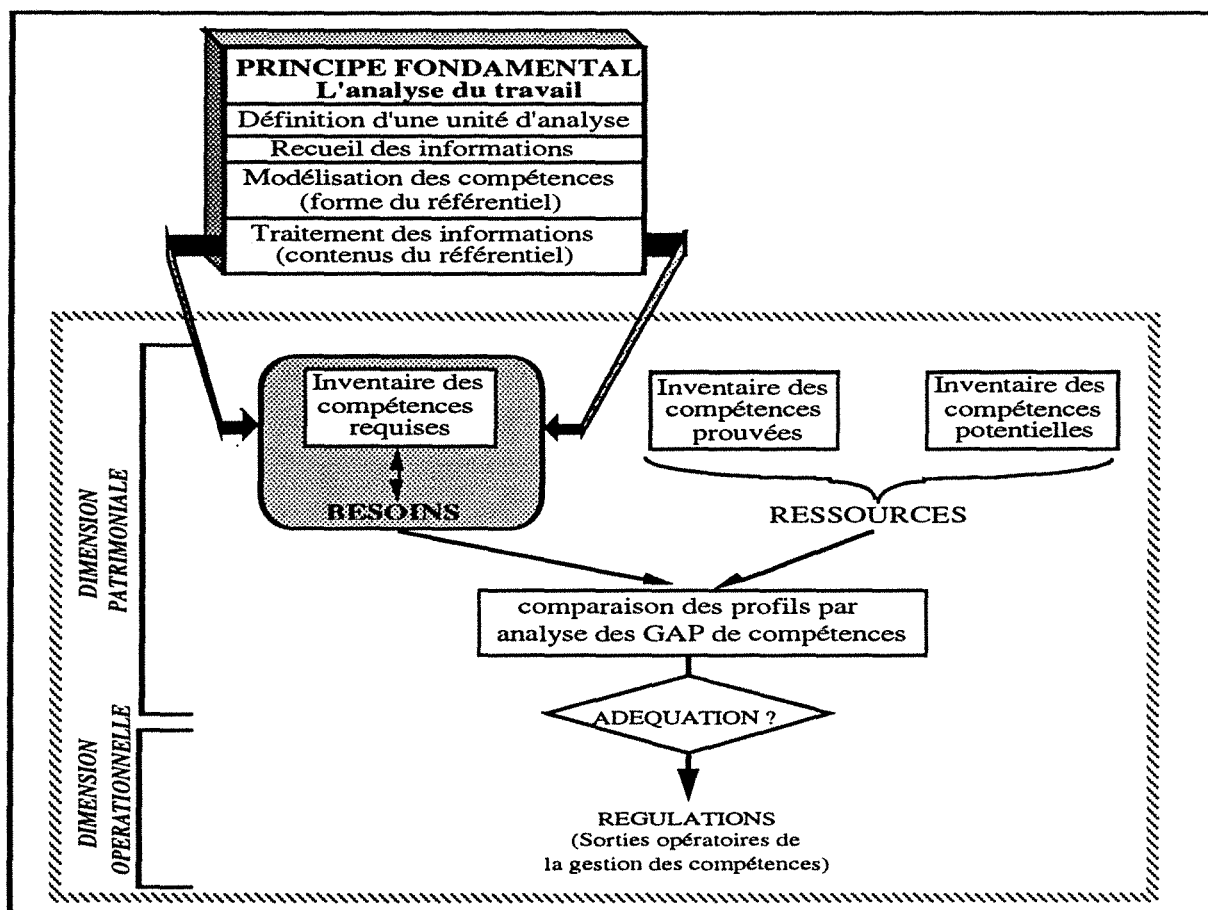 PRINCIPE FONDAMENTAL
L'analyse du travail
Définition d'une unité d'analyse
Recueil des informations
Modélisation des compétences
(forme du référentiel)
Traitement des informations
(contenus du référentiel)
DIMENSION
PATRIMONIALE
Inventaire des
compétences
requises
BESOINS
Inventaire des
compétences
prouvées
Inventaire des
compétences
potentielles
RESSOURCES
comparaison des profils par
analyse des GAP de compétences
ADEQUATION ?
DIMENSION
OPERATIONNELLE
REGULATIONS
(Sorties opératoires de
la gestion des compétences)